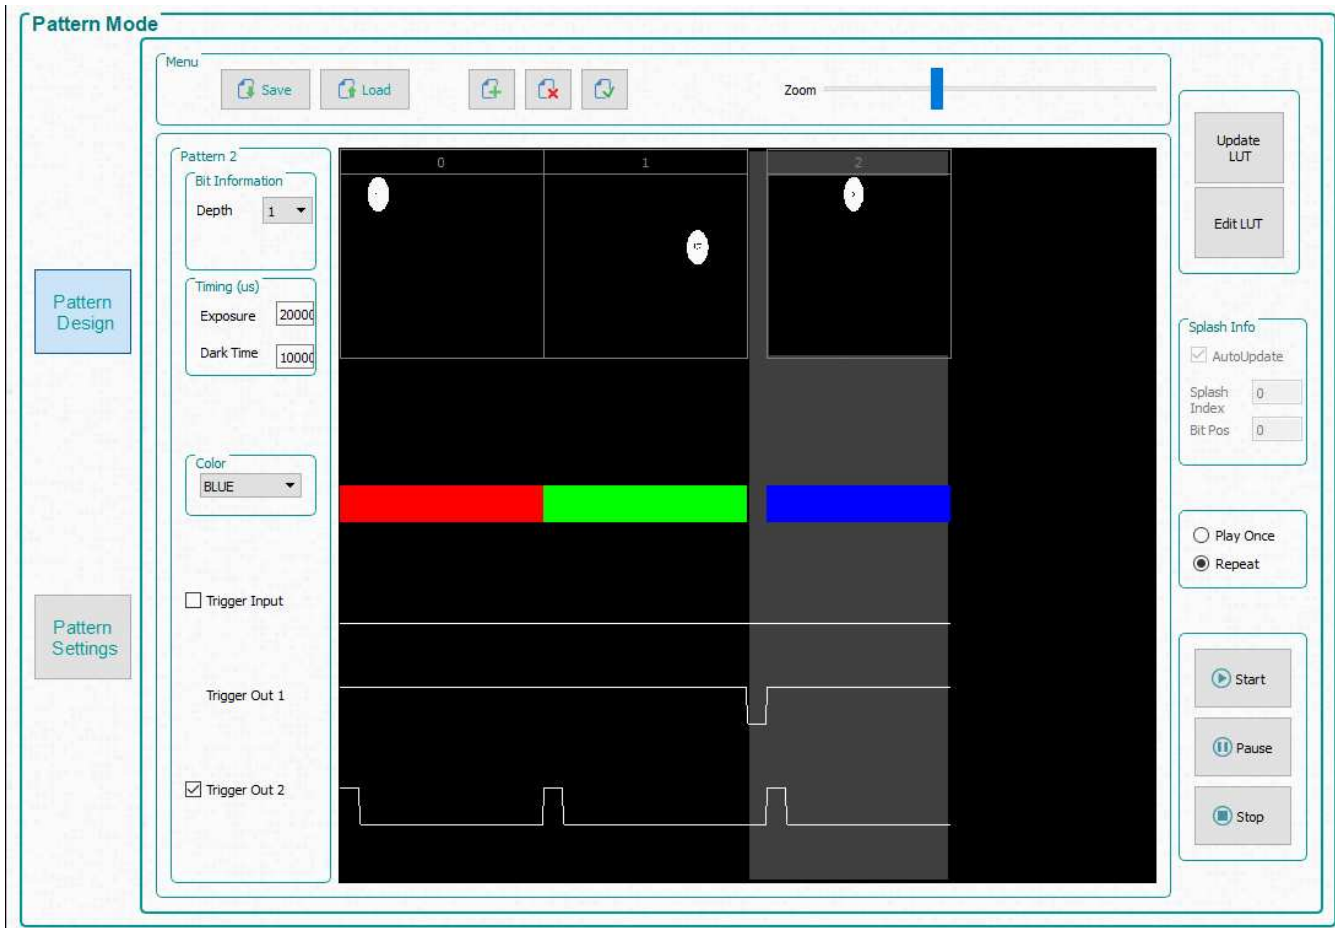 Pattern Mode
Menu
Save
Load
Zoom
Update
LUT
Edit LUT
Pattern 2
Bit Information
Depth 1
0
1
2
Timing (us)
Exposure 20000
Dark Time 10000
Pattern
Design
Splash Info
AutoUpdate
Splash
Index 0
Bit Pos 0
Color
BLUE
Play Once
Repeat
Trigger Input
Pattern
Settings
Trigger Out 1
Start
Pause
Trigger Out 2
Stop